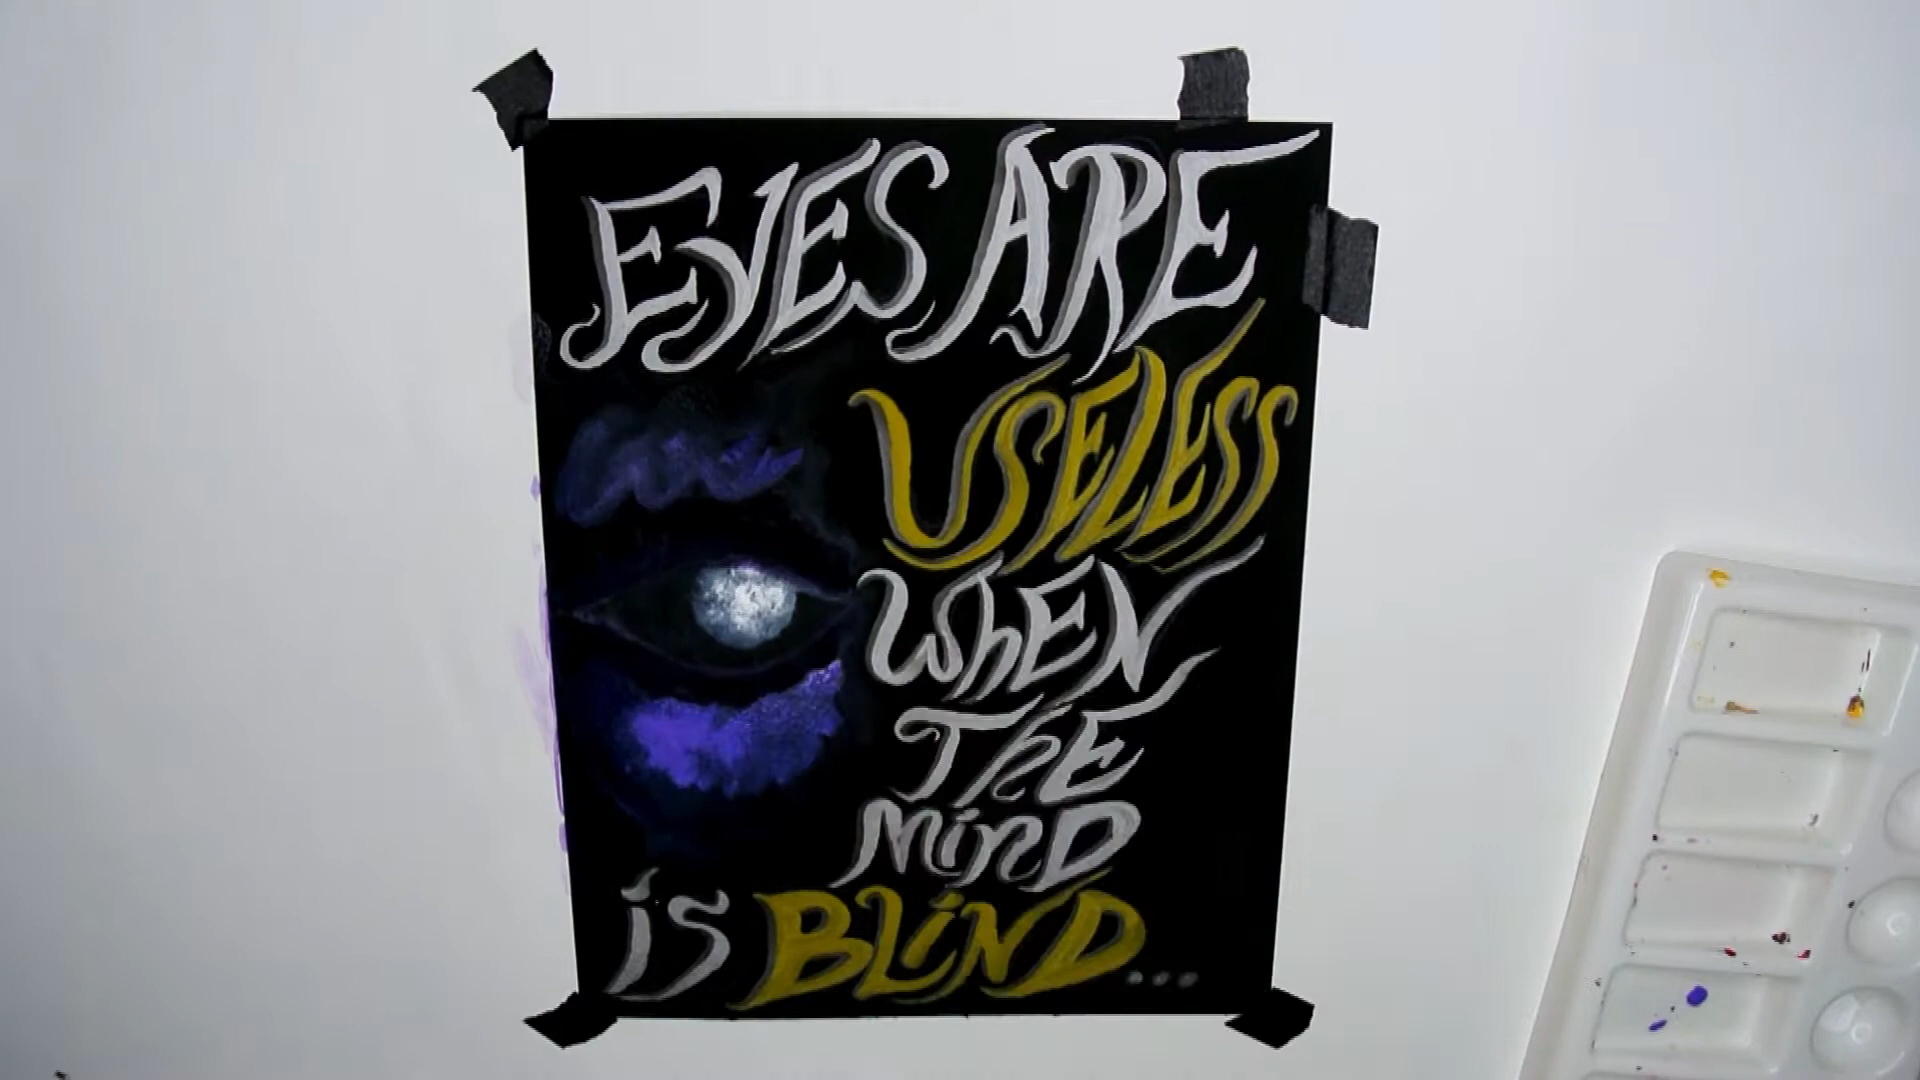 EYES ARE
USELESS
WhEN
ThE
MinD
iS BLiND...